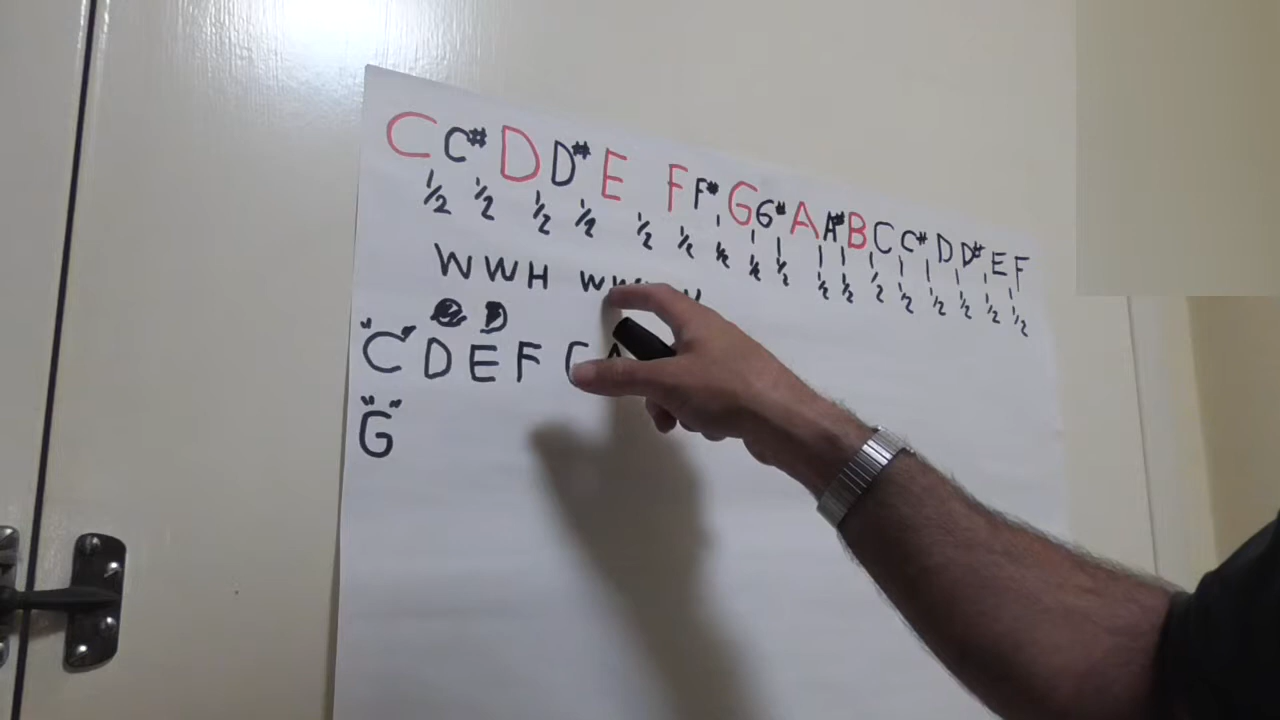 C C# D D# E F F# G G# A A# B C C# D D# E F
1/2 1/2 1/2 1/2 1/2 1/2 1/2 1/2 1/2 1/2 1/2 1/2 1/2 1/2 1/2 1/2 1/2
W W H W W
D
"C" D E F
"G"